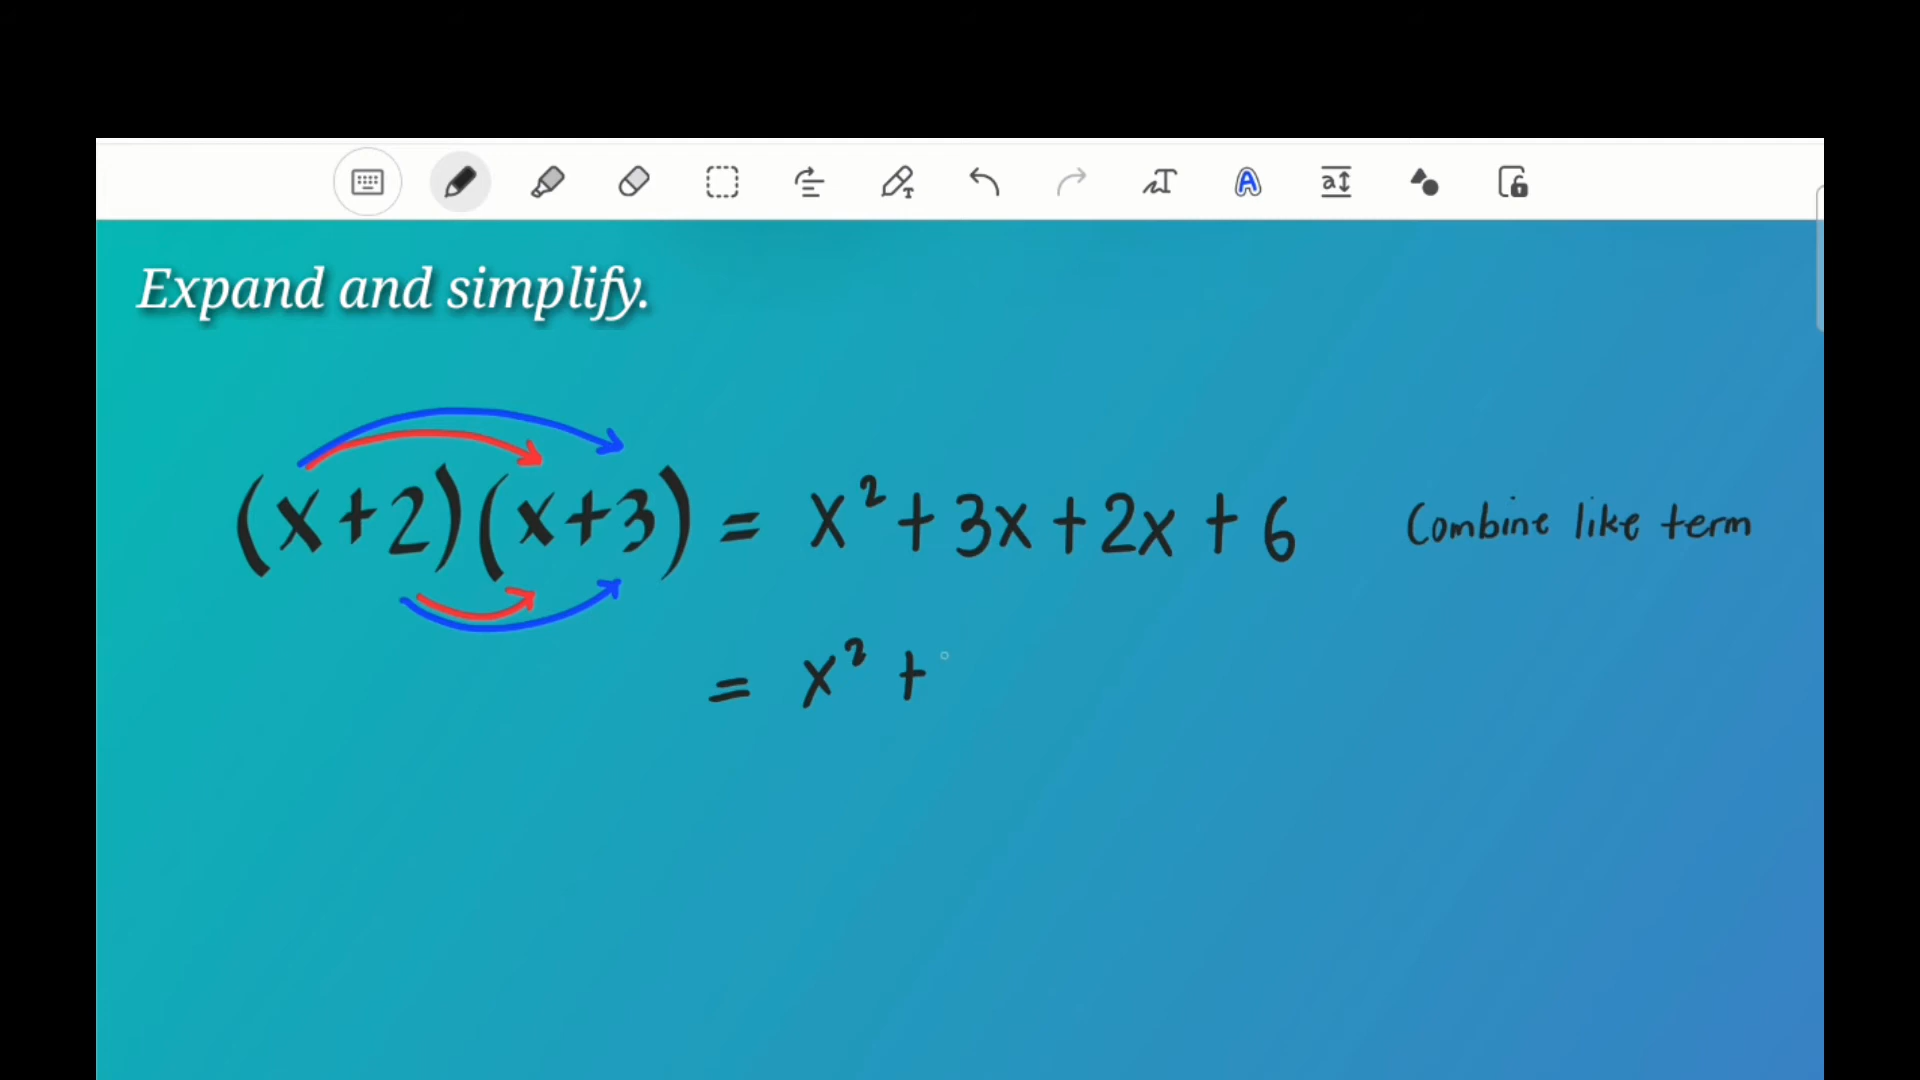 Expand and simplify.
(x+2)(x+3) = x² + 3x + 2x + 6 Combine like term
= x² +